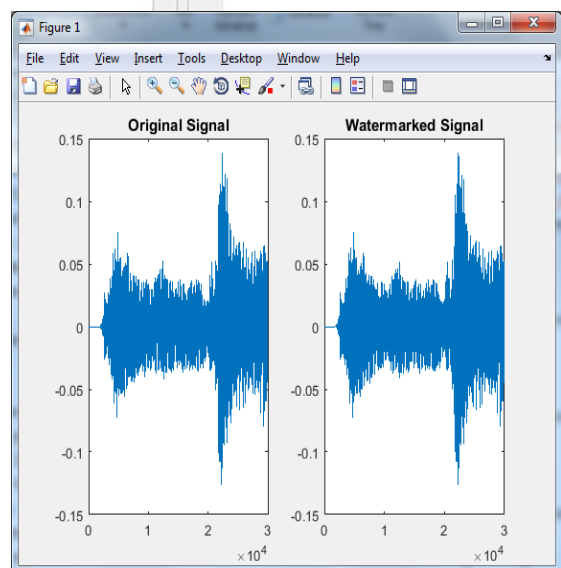 Figure 1
File Edit View Insert Tools Desktop Window Help
Original Signal
0.15
0.1
0.05
0
-0.05
-0.1
-0.15
0 1 2 3
×10^4
Watermarked Signal
0.15
0.1
0.05
0
-0.05
-0.1
-0.15
0 1 2 3
×10^4